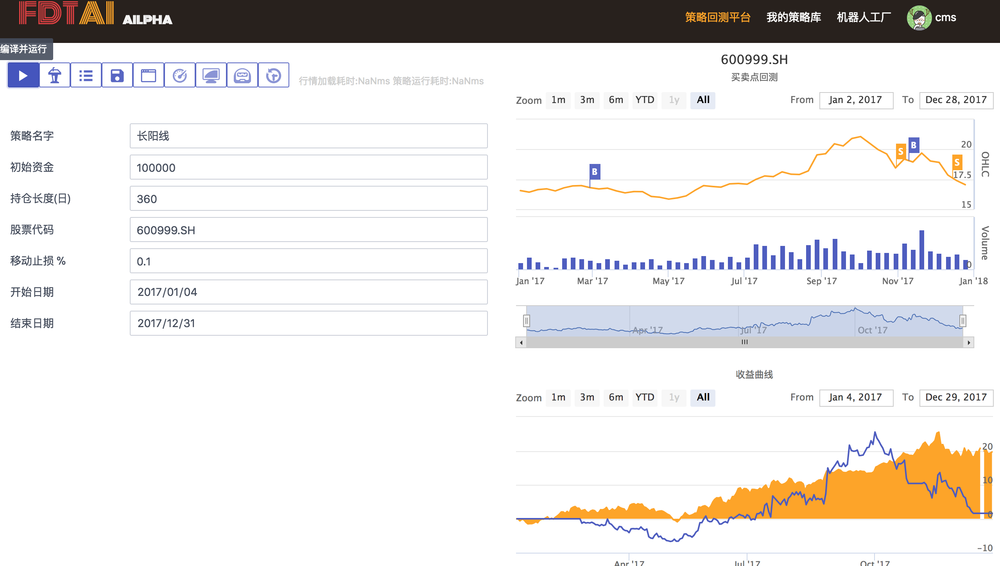 FDTAI AILPHA
策略回测平台 我的策略库 机器人工厂 cms
编译并运行
行情加载耗时:NaNms 策略运行耗时:NaNms
策略名字 长阳线
初始资金 100000
持仓长度(日) 360
股票代码 600999.SH
移动止损 % 0.1
开始日期 2017/01/04
结束日期 2017/12/31
600999.SH
买卖点回测
Zoom 1m 3m 6m YTD 1y All From Jan 2, 2017 To Dec 28, 2017
20
17.5
15
OHLC
B
S
B
S
Volume
0
Jan '17 Mar '17 May '17 Jul '17 Sep '17 Nov '17 Jan '18
Apr '17 Jul '17 Oct '17
收益曲线
Zoom 1m 3m 6m YTD 1y All From Jan 4, 2017 To Dec 29, 2017
20
10
0
-10
Apr '17 Jul '17 Oct '17